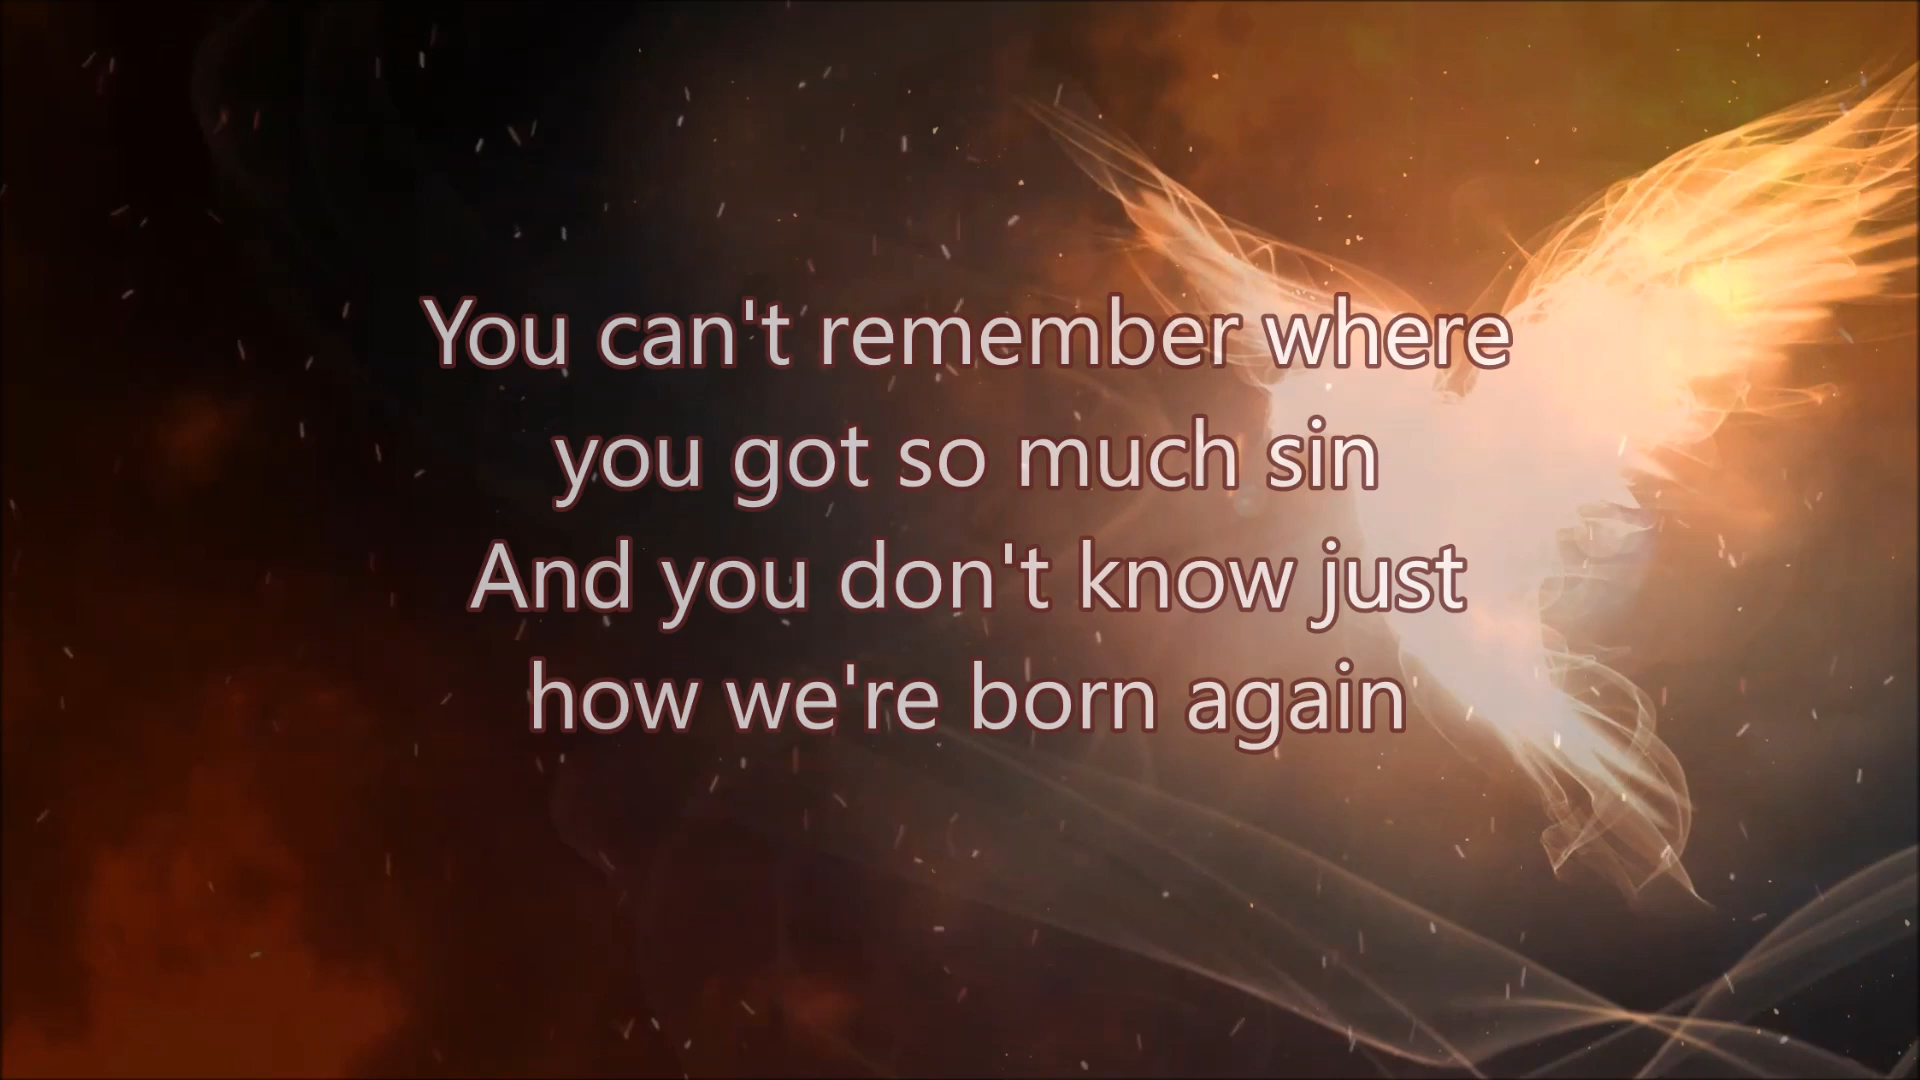 You can't remember where
you got so much sin
And you don't know just
how we're born again